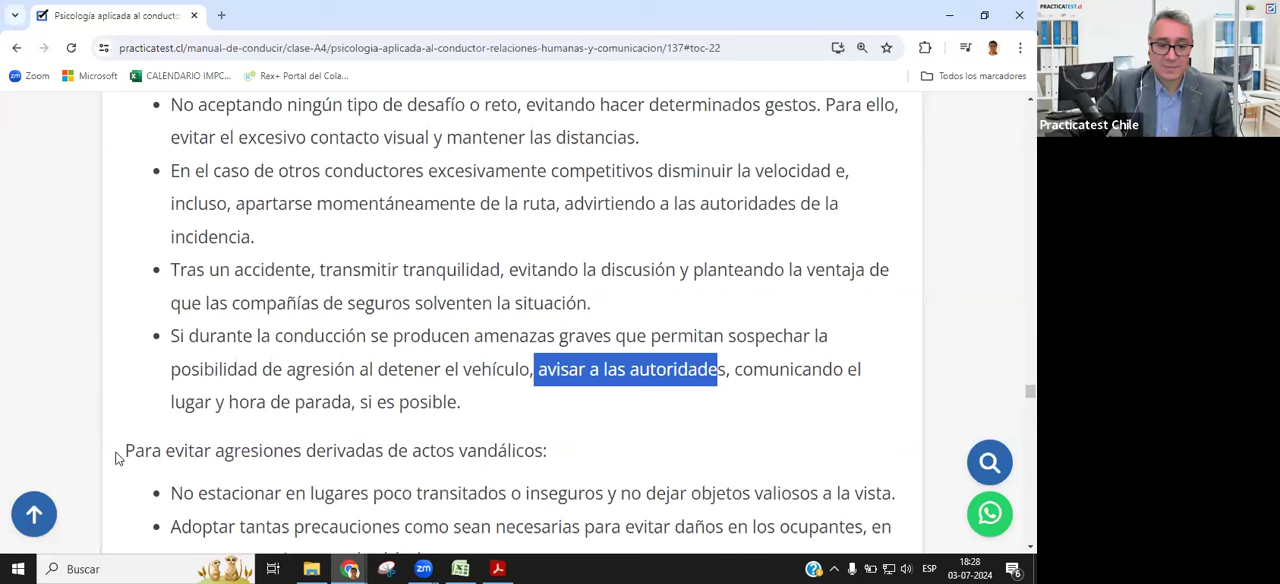 Psicología aplicada al conducto
practicatest.cl/manual-de-conducir/clase-A4/psicologia-aplicada-al-conductor-relaciones-humanas-y-comunicacion/137#toc-22
Zoom
Microsoft
CALENDARIO IMPC...
Rex+ Portal del Cola...
Todos los marcadores
PRACTICATEST.cl
Practicatest Chile
No aceptando ningún tipo de desafío o reto, evitando hacer determinados gestos. Para ello,
evitar el excesivo contacto visual y mantener las distancias.
En el caso de otros conductores excesivamente competitivos disminuir la velocidad e,
incluso, apartarse momentáneamente de la ruta, advirtiendo a las autoridades de la
incidencia.
Tras un accidente, transmitir tranquilidad, evitando la discusión y planteando la ventaja de
que las compañías de seguros solventen la situación.
Si durante la conducción se producen amenazas graves que permitan sospechar la
posibilidad de agresión al detener el vehículo, avisar a las autoridades, comunicando el
lugar y hora de parada, si es posible.
Para evitar agresiones derivadas de actos vandálicos:
No estacionar en lugares poco transitados o inseguros y no dejar objetos valiosos a la vista.
Adoptar tantas precauciones como sean necesarias para evitar daños en los ocupantes, en
Buscar
ESP
18:28
03-07-2024
6